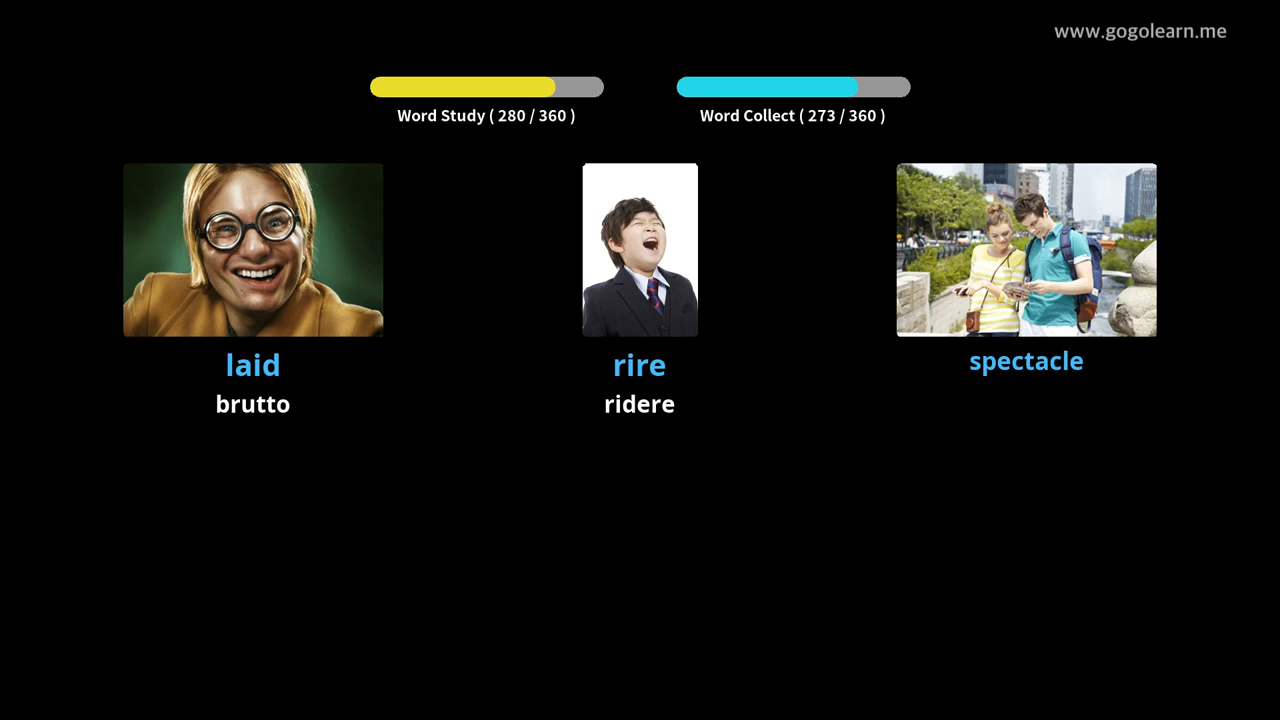 www.gogolearn.me
Word Study ( 280 / 360 )
Word Collect ( 273 / 360 )
laid
rire
spectacle
brutto
ridere